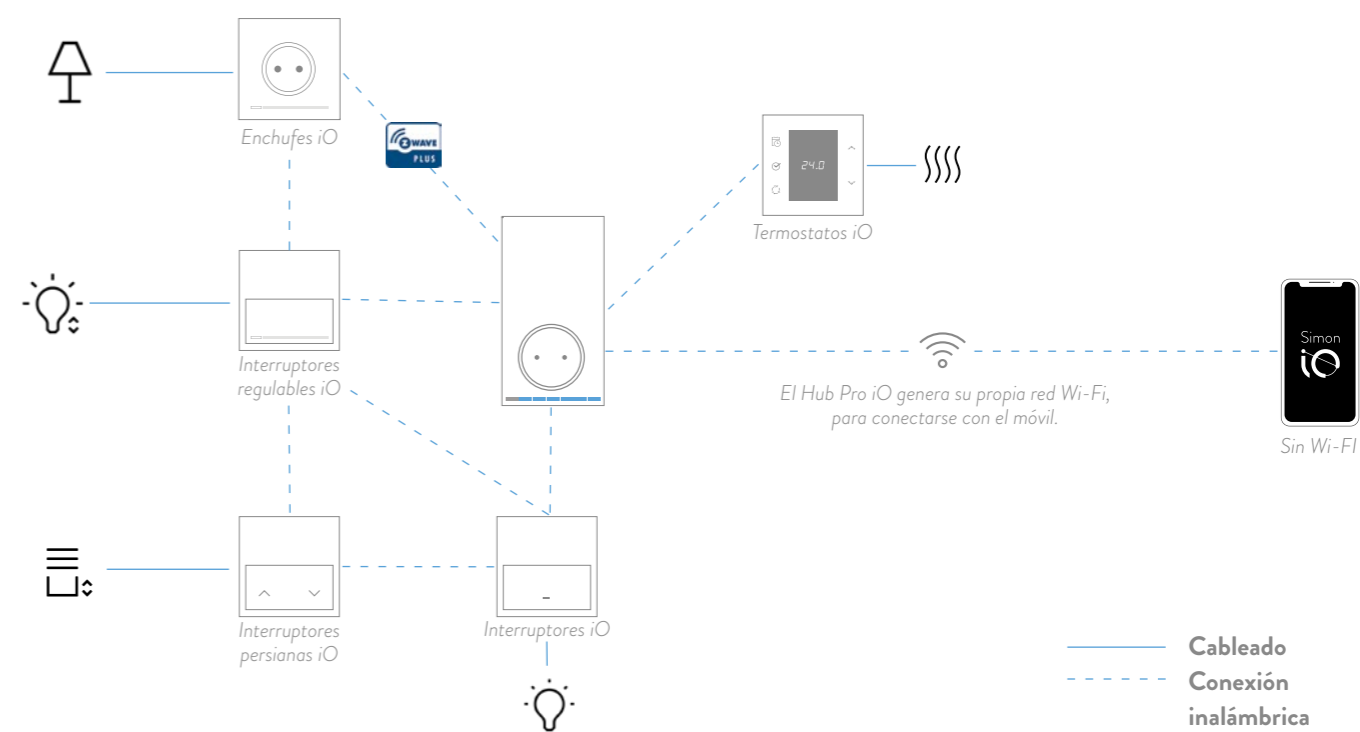 Enchufes iO
Z WAVE
PLUS
24.0
Termostatos iO
Interruptores
regulables iO
El Hub Pro iO genera su propia red Wi-Fi,
para conectarse con el móvil.
Simon
iO
Sin Wi-FI
Interruptores
persianas iO
Interruptores iO
Cableado
Conexión
inalámbrica